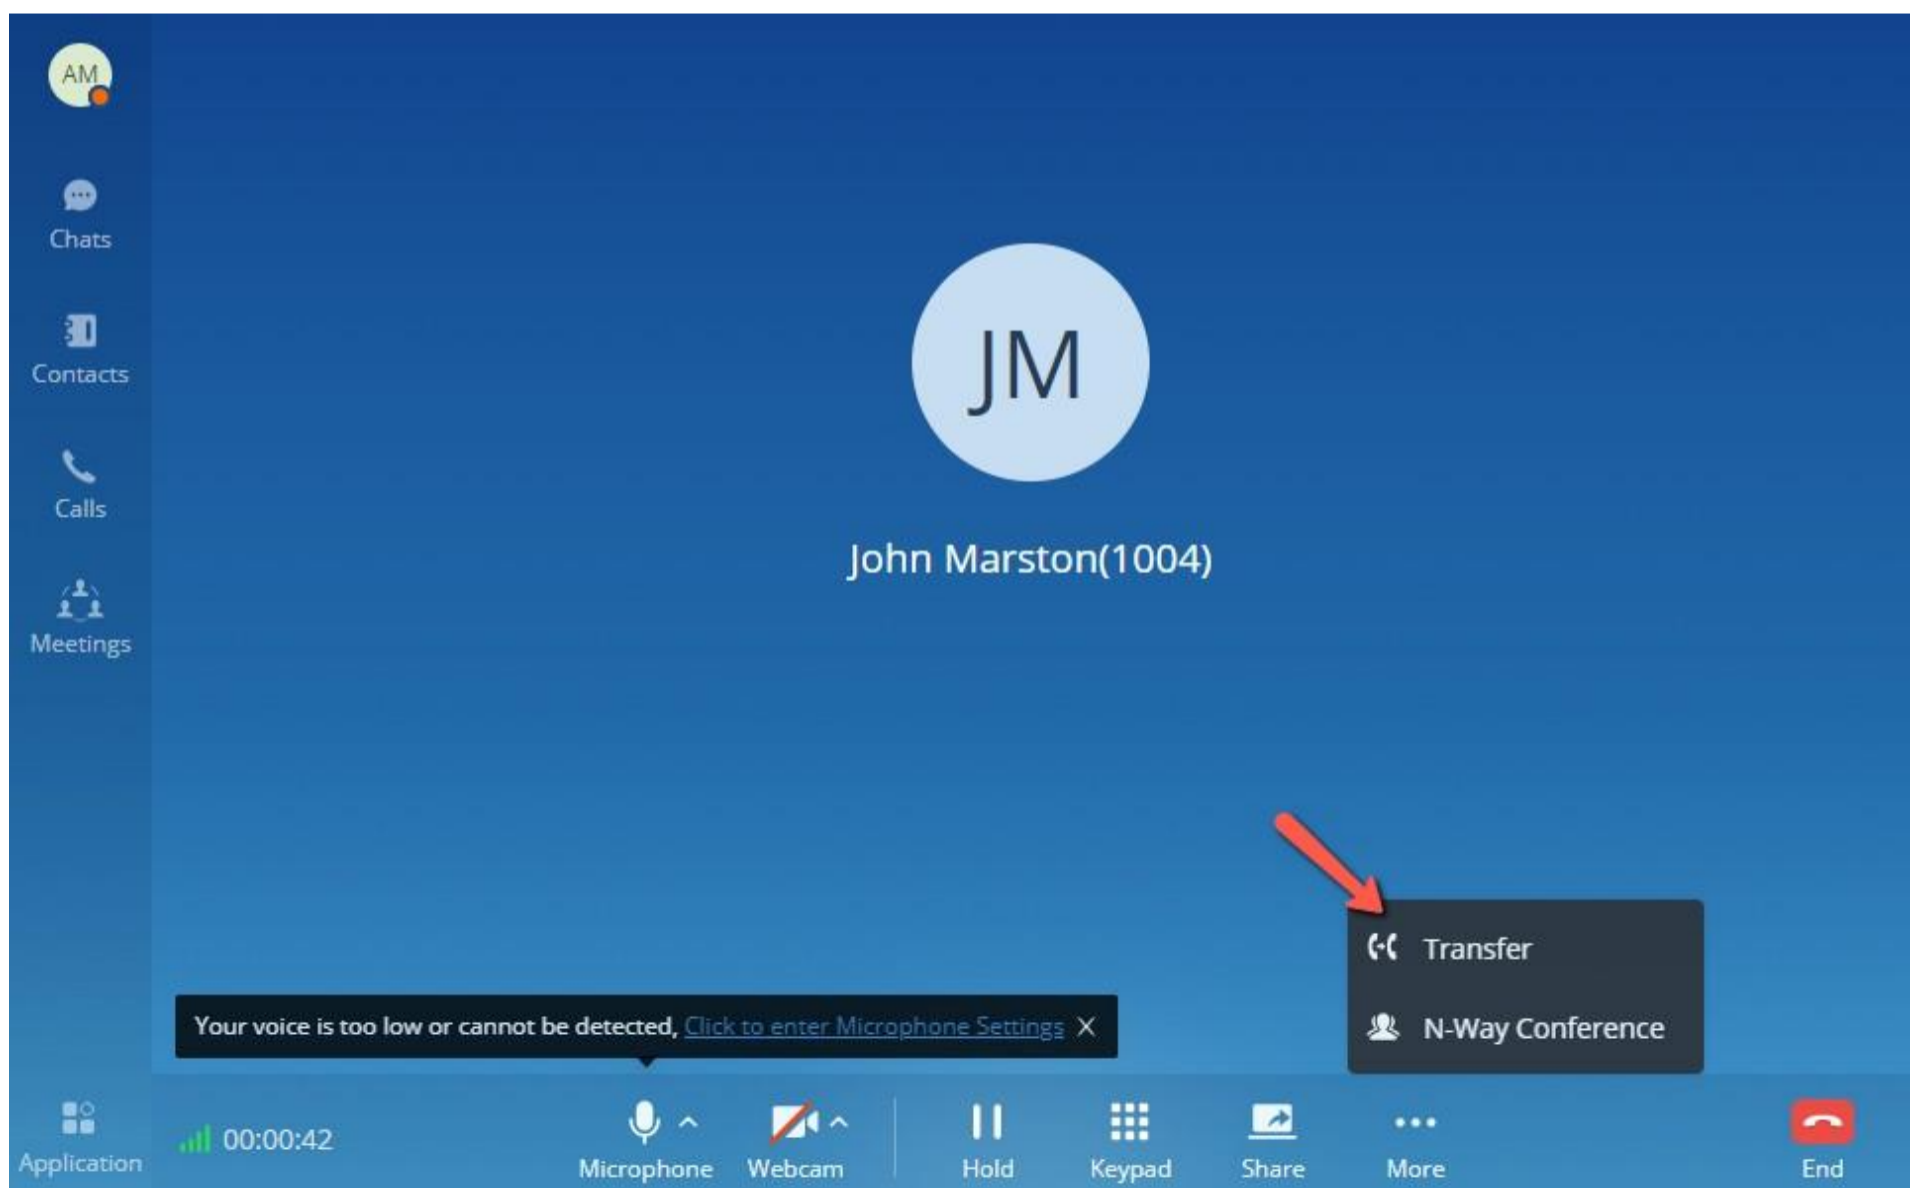 AM
Chats
Contacts
Calls
Meetings
Application
JM
John Marston(1004)
Transfer
N-Way Conference
Your voice is too low or cannot be detected, Click to enter Microphone Settings X
00:00:42
Microphone
Webcam
Hold
Keypad
Share
More
End